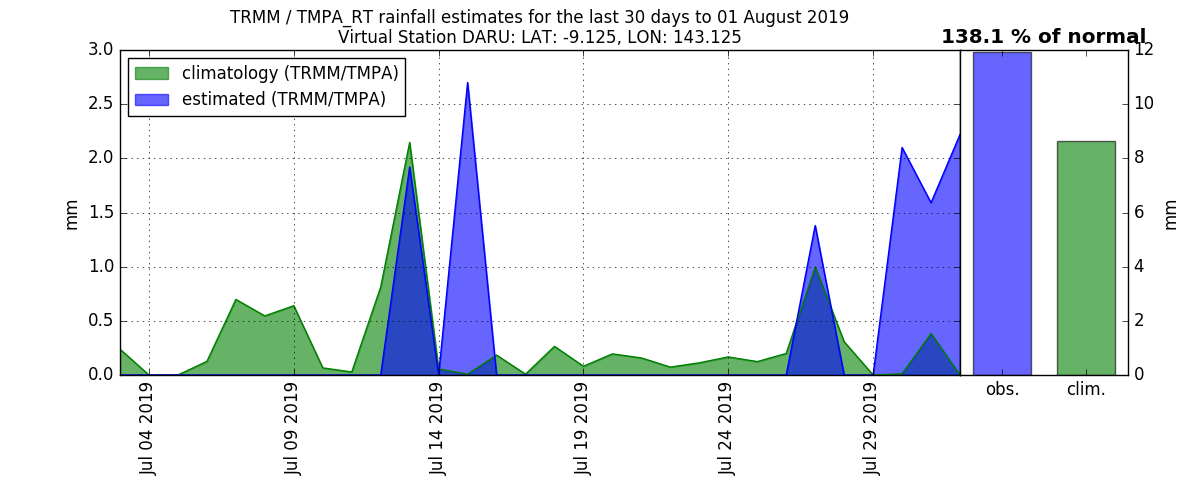 TRMM / TMPA_RT rainfall estimates for the last 30 days to 01 August 2019
Virtual Station DARU: LAT: -9.125, LON: 143.125
138.1 % of normal
climatology (TRMM/TMPA)
estimated (TRMM/TMPA)
3.0
2.5
2.0
1.5
1.0
0.5
0.0
mm
Jul 04 2019
Jul 09 2019
Jul 14 2019
Jul 19 2019
Jul 24 2019
Jul 29 2019
12
10
8
6
4
2
0
mm
obs.
clim.